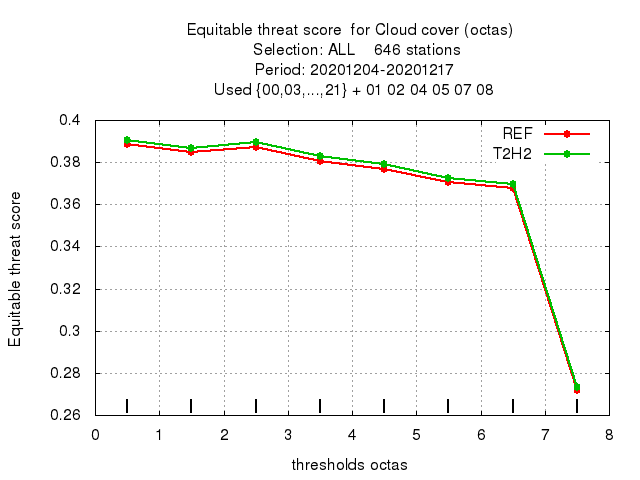 Equitable threat score  for Cloud cover (octas)
Selection: ALL    646 stations
Period: 20201204-20201217
Used {00,03,...,21} + 01 02 04 05 07 08
REF
T2H2
0.4
0.38
0.36
0.34
0.32
0.3
0.28
0.26
Equitable threat score
0 1 2 3 4 5 6 7 8
thresholds octas